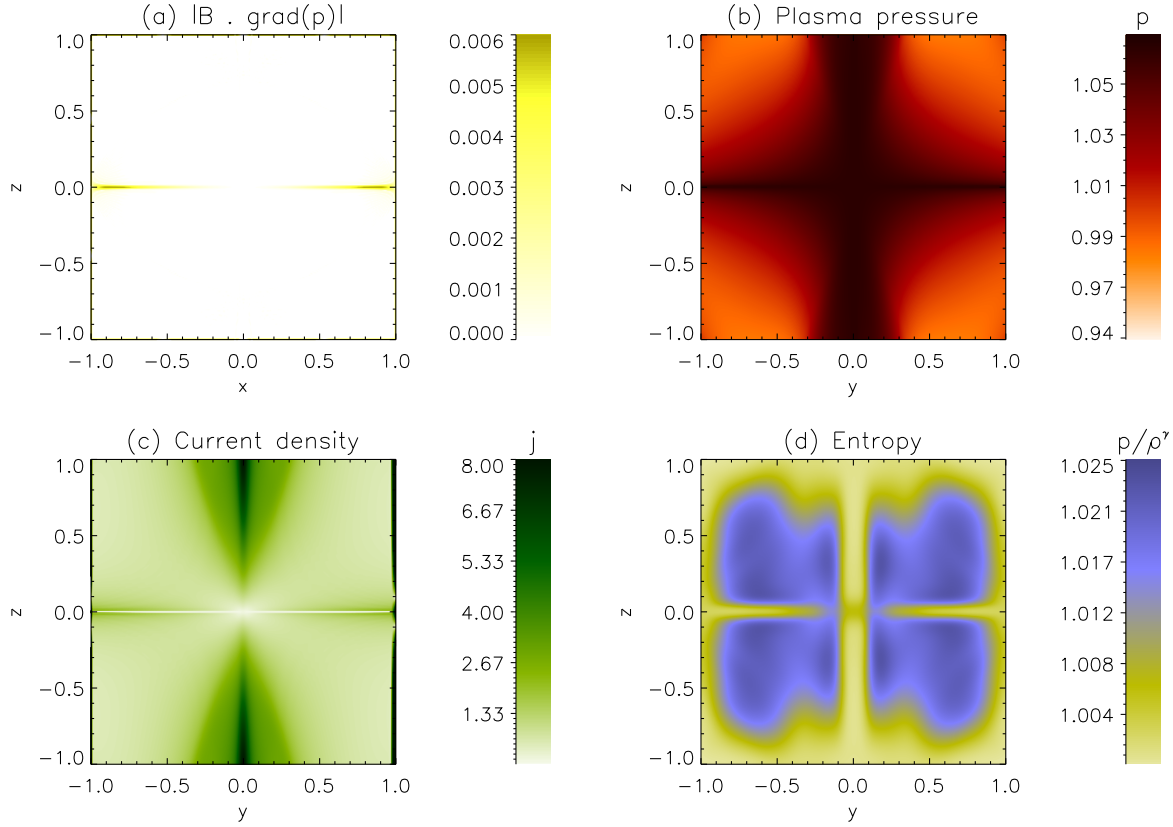 (a) |B . grad(p)|
1.0
0.5
0.0
−0.5
−1.0
z
−1.0 −0.5 0.0 0.5 1.0
x
0.006
0.005
0.004
0.003
0.002
0.001
0.000
(b) Plasma pressure
p
1.0
0.5
0.0
−0.5
−1.0
z
−1.0 −0.5 0.0 0.5 1.0
y
1.05
1.03
1.01
0.99
0.97
0.94
(c) Current density
j
1.0
0.5
0.0
−0.5
−1.0
z
−1.0 −0.5 0.0 0.5 1.0
y
8.00
6.67
5.33
4.00
2.67
1.33
(d) Entropy
p/ρ^γ
1.0
0.5
0.0
−0.5
−1.0
z
−1.0 −0.5 0.0 0.5 1.0
y
1.025
1.021
1.017
1.012
1.008
1.004